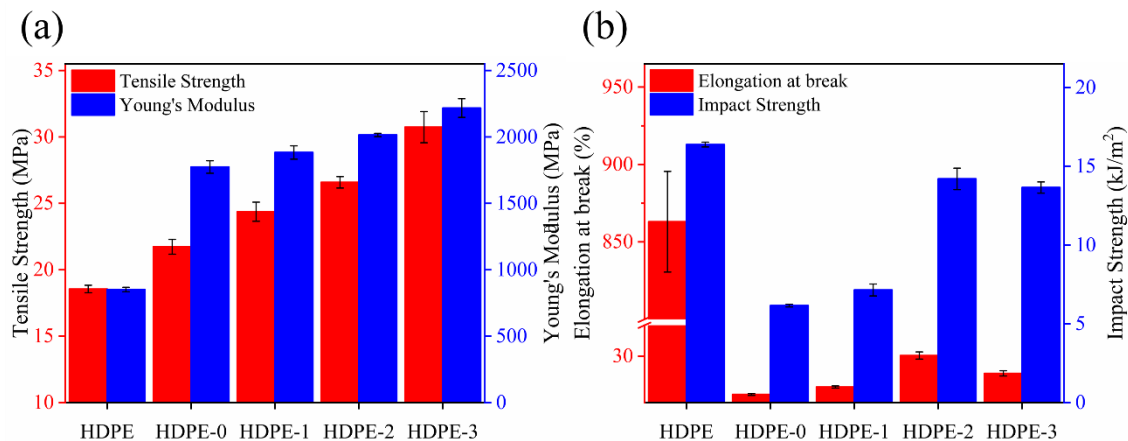 (a)
Tensile Strength
Young's Modulus
35
30
25
20
15
10
Tensile Strength (MPa)
2500
2000
1500
1000
500
0
Young's Modulus (MPa)
HDPE HDPE-0 HDPE-1 HDPE-2 HDPE-3
(b)
Elongation at break
Impact Strength
950
900
850
30
Elongation at break (%)
20
15
10
5
0
Impact Strength (kJ/m²)
HDPE HDPE-0 HDPE-1 HDPE-2 HDPE-3